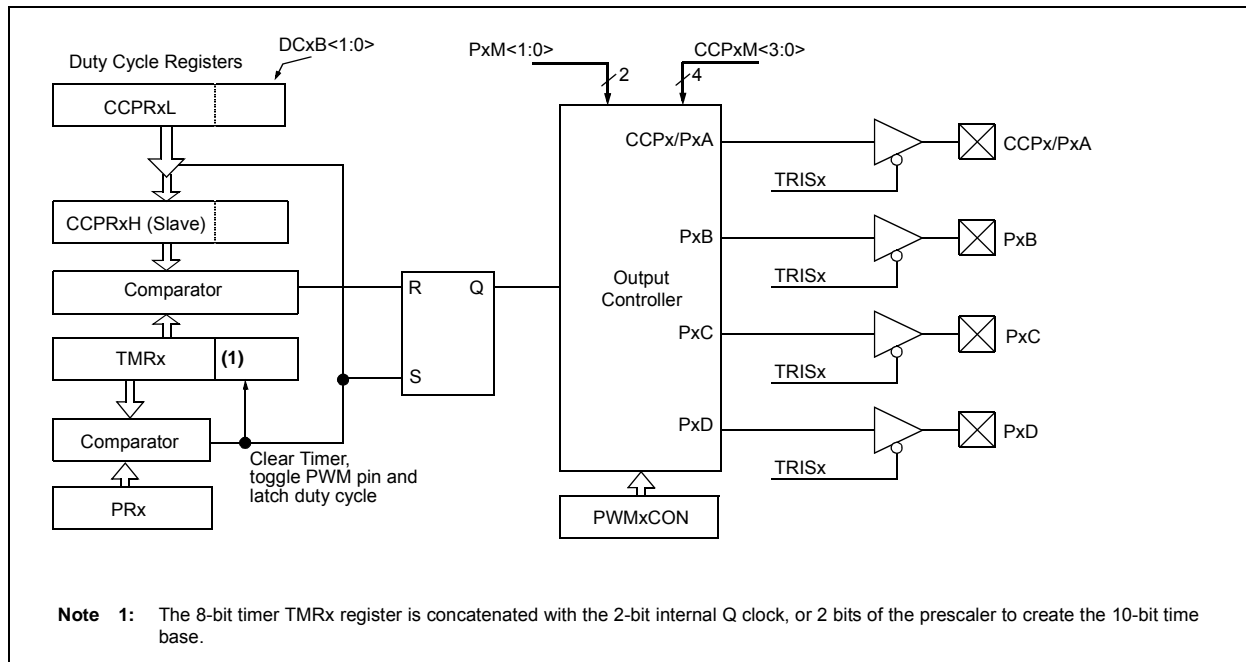 DCxB<1:0>
Duty Cycle Registers
CCPRxL
CCPRxH (Slave)
Comparator
TMRx (1)
Comparator
PRx
Clear Timer,
toggle PWM pin and
latch duty cycle
R Q
S
PxM<1:0>
2
CCPxM<3:0>
4
Output
Controller
CCPx/PxA
PxB
PxC
PxD
PWMxCON
TRISx
CCPx/PxA
TRISx
PxB
TRISx
PxC
TRISx
PxD
Note 1: The 8-bit timer TMRx register is concatenated with the 2-bit internal Q clock, or 2 bits of the prescaler to create the 10-bit time
base.